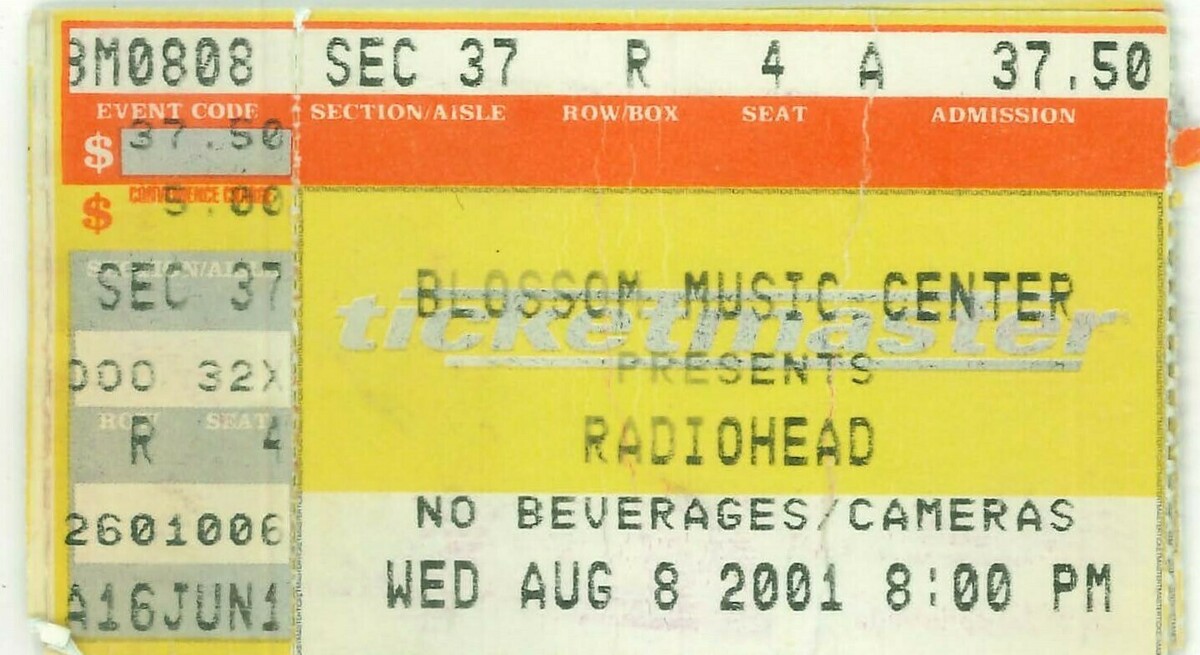 BM0808 SEC 37 R 4 A 37.50
EVENT CODE SECTION/AISLE ROW/BOX SEAT ADMISSION
$ 37.50
CONVENIENCE CHARGE
$ 5.00
SECTION/AISLE
SEC 37
BLOSSOM MUSIC CENTER
ticketmaster
000 32X
PRESENTS
ROW SEAT
R 4
RADIOHEAD
2601006
NO BEVERAGES/CAMERAS
A16JUN1
WED AUG 8 2001 8:00 PM